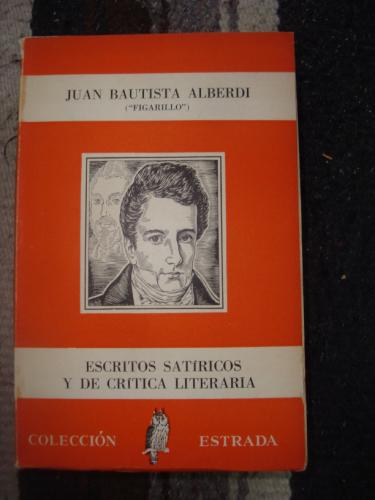 JUAN BAUTISTA ALBERDI
("FIGARILLO")
ESCRITOS SATÍRICOS
Y DE CRÍTICA LITERARIA
COLECCIÓN ESTRADA